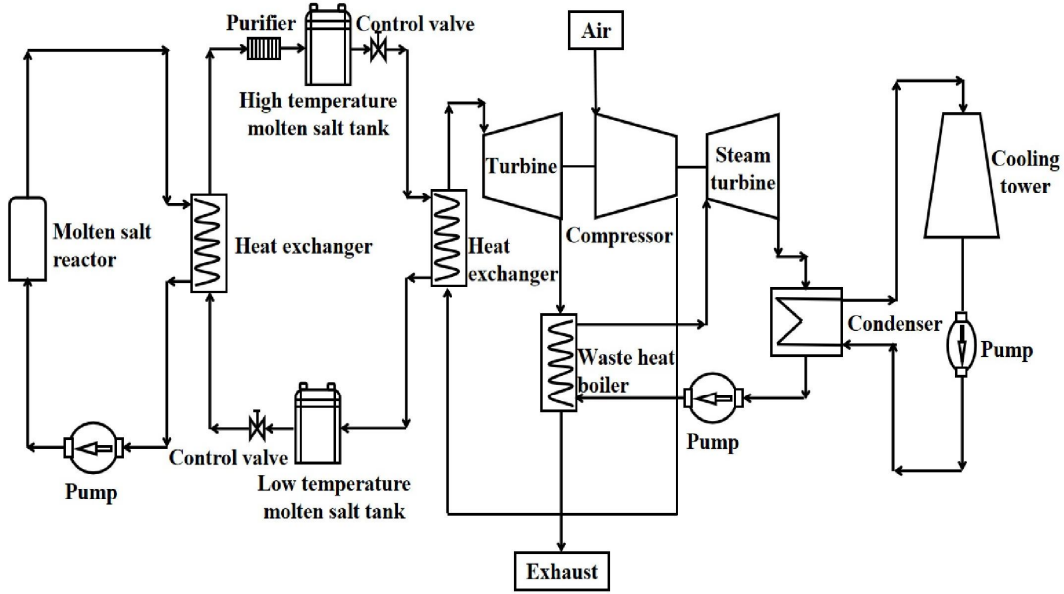 Purifier
Control valve
Air
High temperature
molten salt tank
Turbine
Steam
turbine
Cooling
tower
Molten salt
reactor
Heat exchanger
Heat
exchanger
Compressor
Condenser
Pump
Waste heat
boiler
Pump
Control valve
Pump
Low temperature
molten salt tank
Exhaust